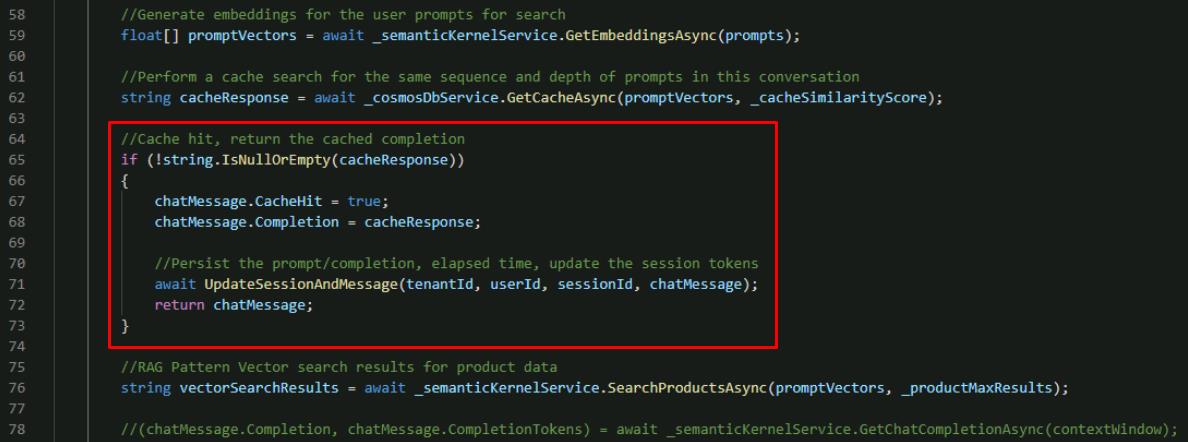 58 //Generate embeddings for the user prompts for search
59 float[] promptVectors = await _semanticKernelService.GetEmbeddingsAsync(prompts);
60
61 //Perform a cache search for the same sequence and depth of prompts in this conversation
62 string cacheResponse = await _cosmosDbService.GetCacheAsync(promptVectors, _cacheSimilarityScore);
63
64 //Cache hit, return the cached completion
65 if (!string.IsNullOrEmpty(cacheResponse))
66 {
67 chatMessage.CacheHit = true;
68 chatMessage.Completion = cacheResponse;
69
70 //Persist the prompt/completion, elapsed time, update the session tokens
71 await UpdateSessionAndMessage(tenantId, userId, sessionId, chatMessage);
72 return chatMessage;
73 }
74
75 //RAG Pattern Vector search results for product data
76 string vectorSearchResults = await _semanticKernelService.SearchProductsAsync(promptVectors, _productMaxResults);
77
78 //(chatMessage.Completion, chatMessage.CompletionTokens) = await _semanticKernelService.GetChatCompletionAsync(contextWindow);